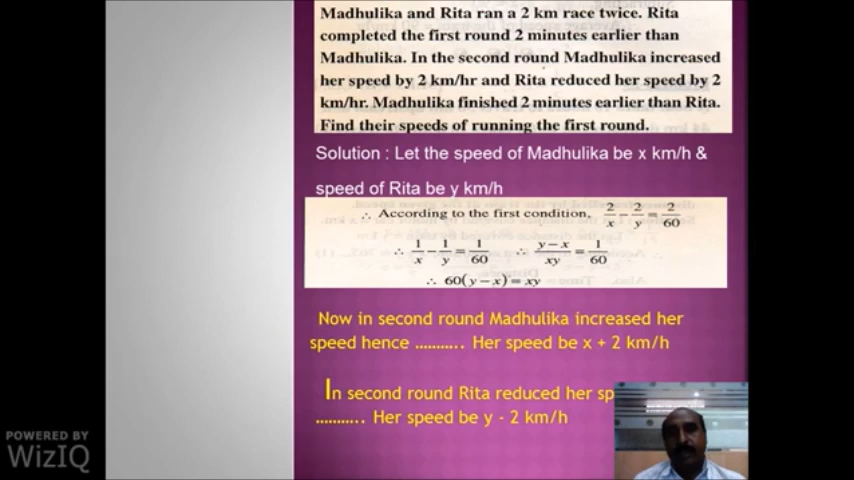 Madhulika and Rita ran a 2 km race twice. Rita
completed the first round 2 minutes earlier than
Madhulika. In the second round Madhulika increased
her speed by 2 km/hr and Rita reduced her speed by 2
km/hr. Madhulika finished 2 minutes earlier than Rita.
Find their speeds of running the first round.
Solution : Let the speed of Madhulika be x km/h &
speed of Rita be y km/h
∴ According to the first condition, 2/x − 2/y = 2/60
∴ 1/x − 1/y = 1/60 ∴ y−x/xy = 1/60
∴ 60(y−x)=xy
Now in second round Madhulika increased her
speed hence ……….. Her speed be x + 2 km/h
In second round Rita reduced her sp
……….. Her speed be y - 2 km/h
POWERED BY
WizIQ